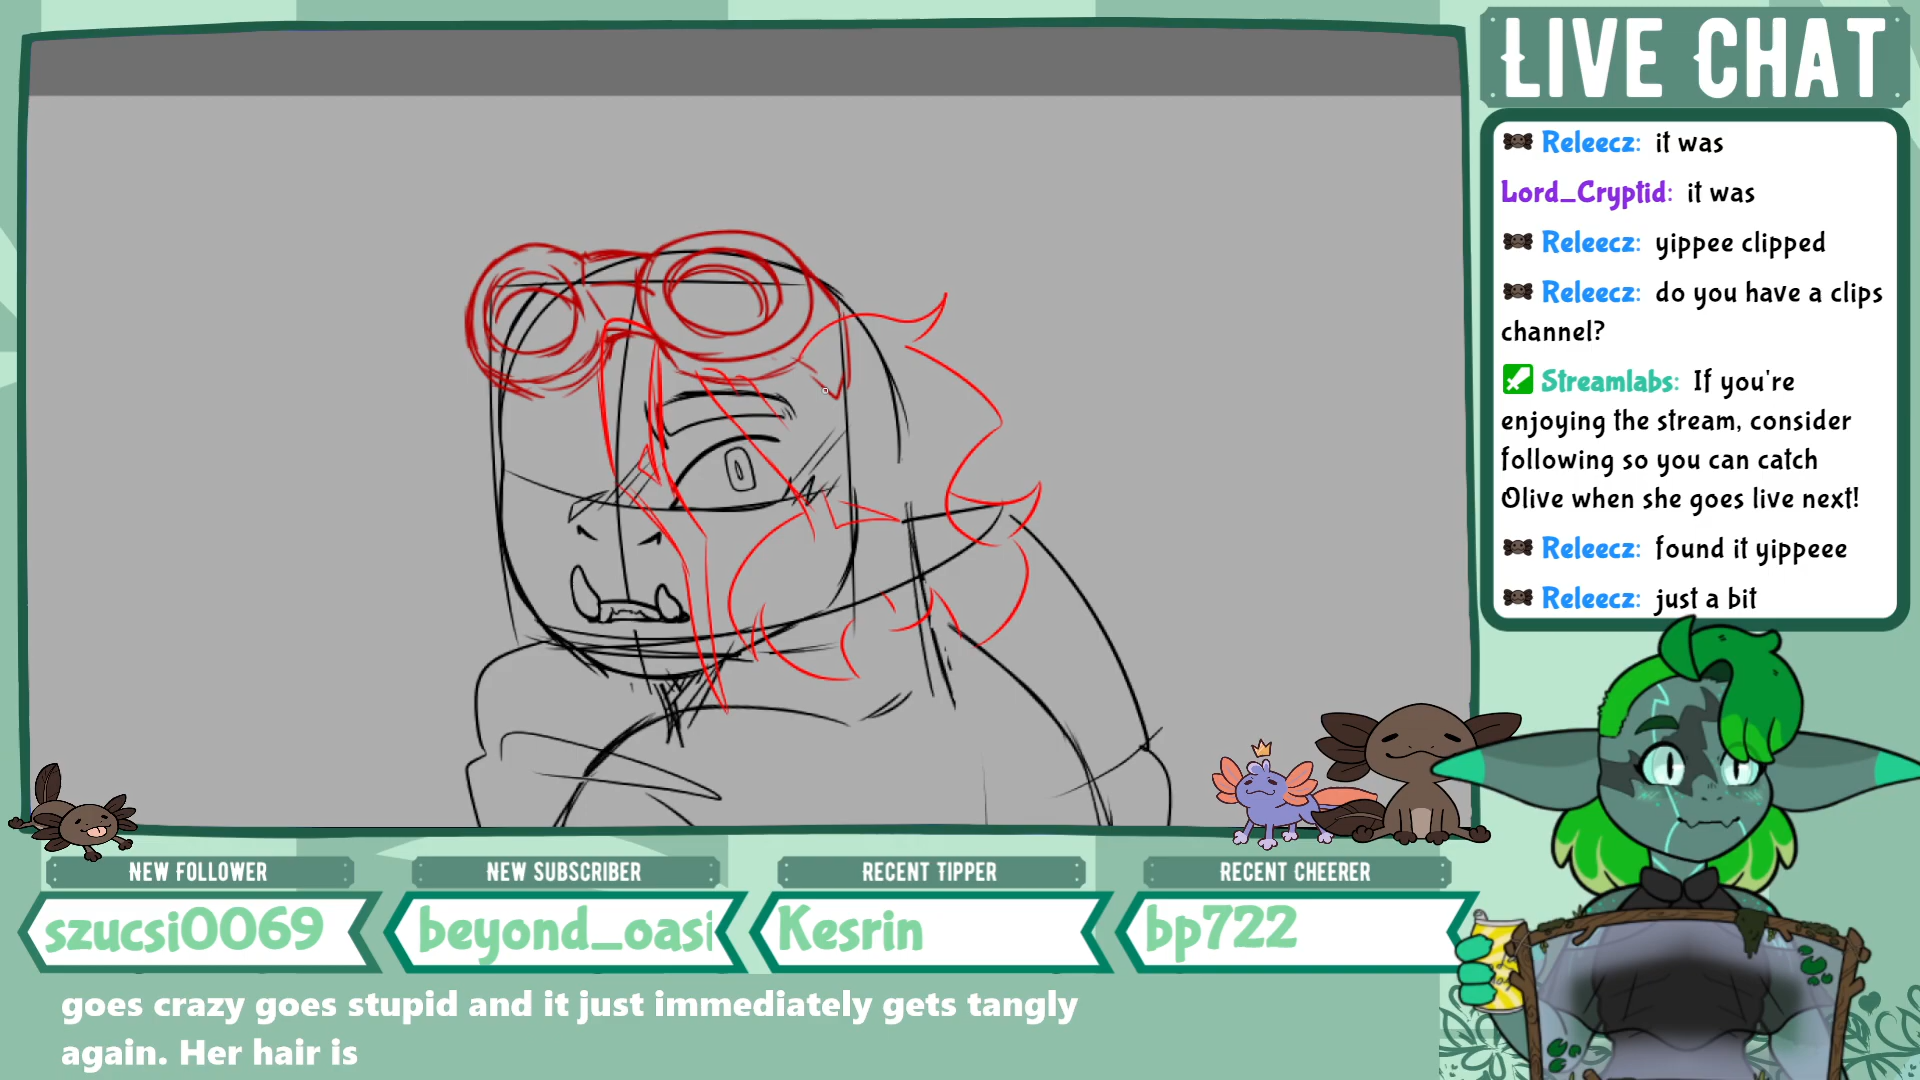 LIVE CHAT
Releecz: it was
Lord_Cryptid: it was
Releecz: yippee clipped
Releecz: do you have a clips
channel?
Streamlabs: If you're
enjoying the stream, consider
following so you can catch
Olive when she goes live next!
Releecz: found it yippeee
Releecz: just a bit
NEW FOLLOWER
szucsi0069
NEW SUBSCRIBER
beyond_oasi
RECENT TIPPER
Kesrin
RECENT CHEERER
bp722
goes crazy goes stupid and it just immediately gets tangly
again. Her hair is